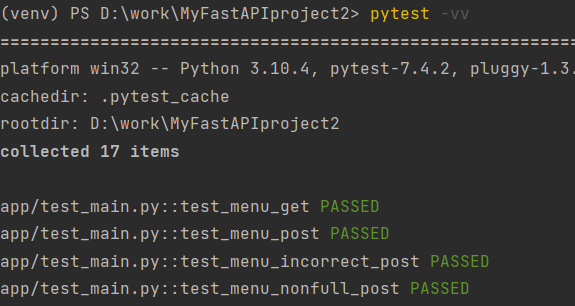 (venv) PS D:\work\MyFastAPIproject2> pytest -vv
=======================================================
platform win32 -- Python 3.10.4, pytest-7.4.2, pluggy-1.3.
cachedir: .pytest_cache
rootdir: D:\work\MyFastAPIproject2
collected 17 items
app/test_main.py::test_menu_get PASSED
app/test_main.py::test_menu_post PASSED
app/test_main.py::test_menu_incorrect_post PASSED
app/test_main.py::test_menu_nonfull_post PASSED